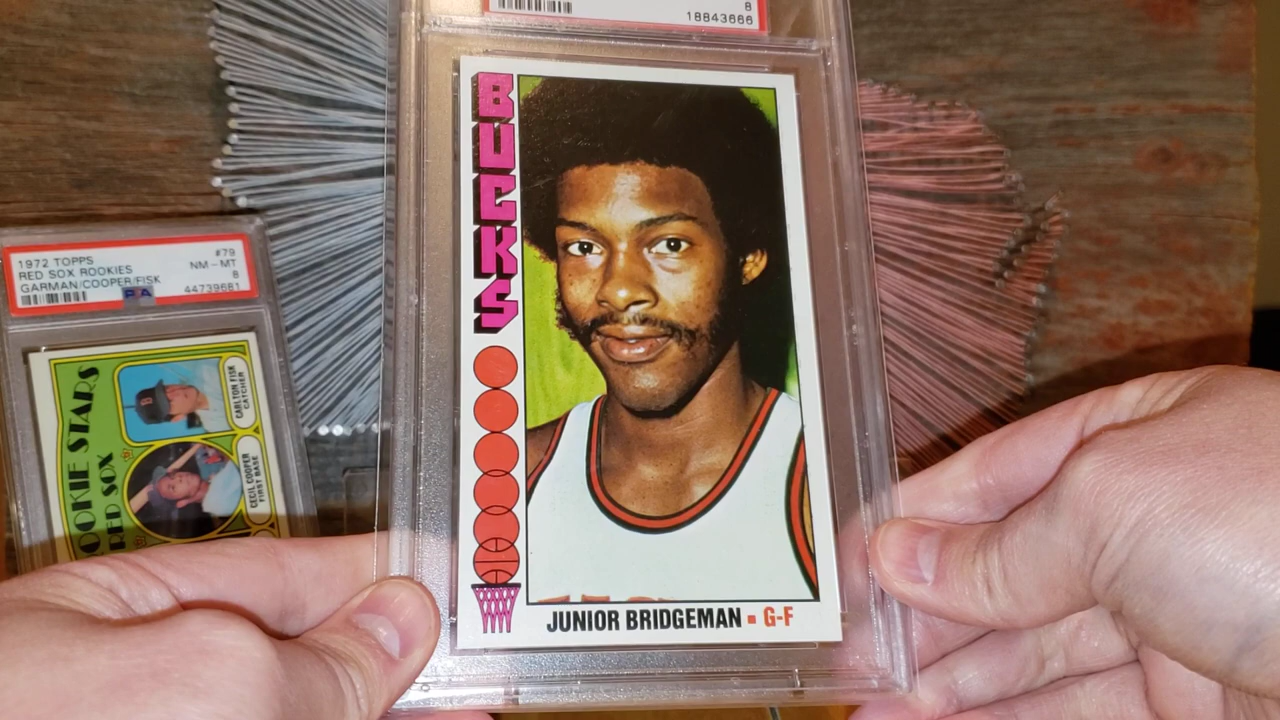 8
18843666
BUCKS
JUNIOR BRIDGEMAN ▪ G-F
1972 TOPPS #79
RED SOX ROOKIES NM-MT
GARMAN/COOPER/FISK 8
PSA 44739681
ROOKIE STARS
RED SOX
B
CARLTON FISK
CATCHER
CECIL COOPER
FIRST BASE